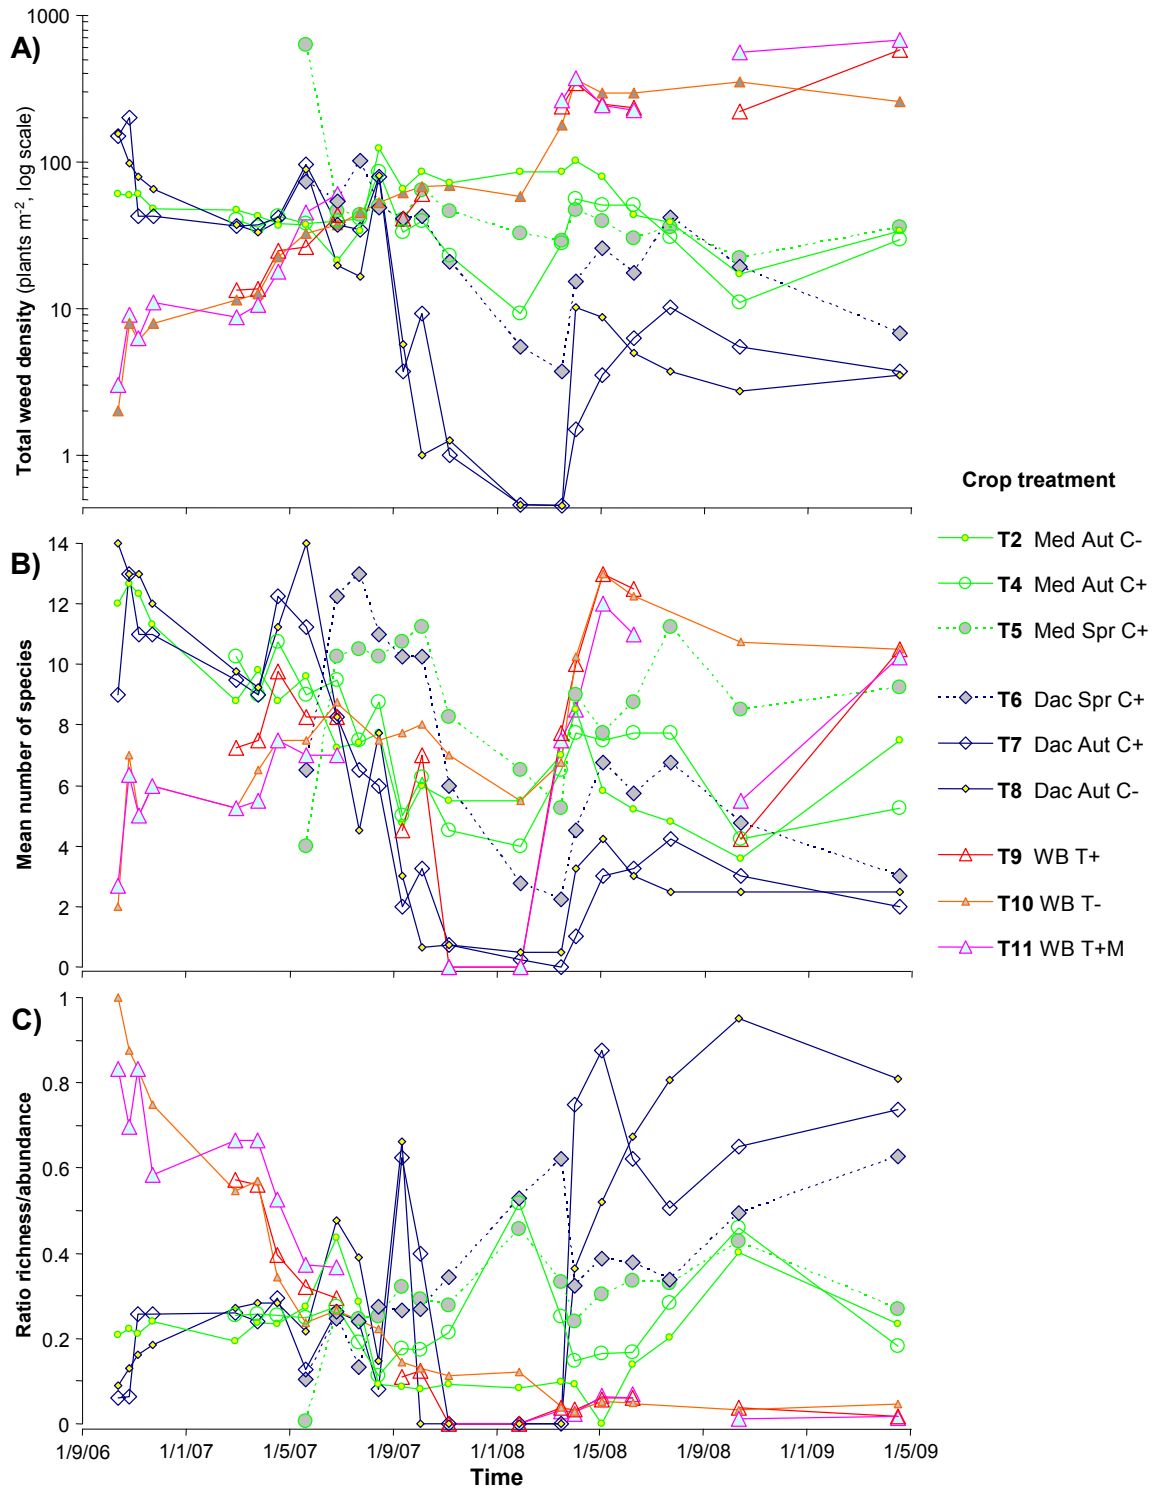 A)
1000
100
10
1
Total weed density (plants m-2, log scale)
B)
14
12
10
8
6
4
2
0
Mean number of species
C)
1
0.8
0.6
0.4
0.2
0
Ratio richness/abundance
1/9/06
1/1/07
1/5/07
1/9/07
1/1/08
1/5/08
1/9/08
1/1/09
1/5/09
Time
Crop treatment
T2 Med Aut C-
T4 Med Aut C+
T5 Med Spr C+
T6 Dac Spr C+
T7 Dac Aut C+
T8 Dac Aut C-
T9 WB T+
T10 WB T-
T11 WB T+M